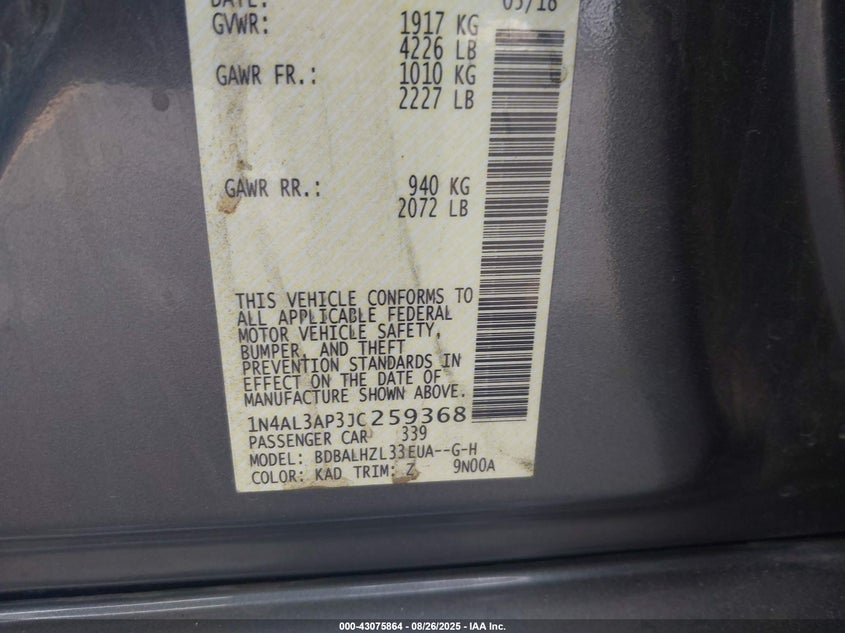 DATE: 05/18
GVWR: 1917 KG
4226 LB
GAWR FR.: 1010 KG
2227 LB
GAWR RR.: 940 KG
2072 LB
THIS VEHICLE CONFORMS TO
ALL APPLICABLE FEDERAL
MOTOR VEHICLE SAFETY,
BUMPER, AND THEFT
PREVENTION STANDARDS IN
EFFECT ON THE DATE OF
MANUFACTURE SHOWN ABOVE.
1N4AL3AP3JC259368
PASSENGER CAR 339
MODEL: BDBALHZL33EUA--G-H
COLOR: KAD TRIM: Z 9N00A
000-43075864 - 08/26/2025 - IAA Inc.